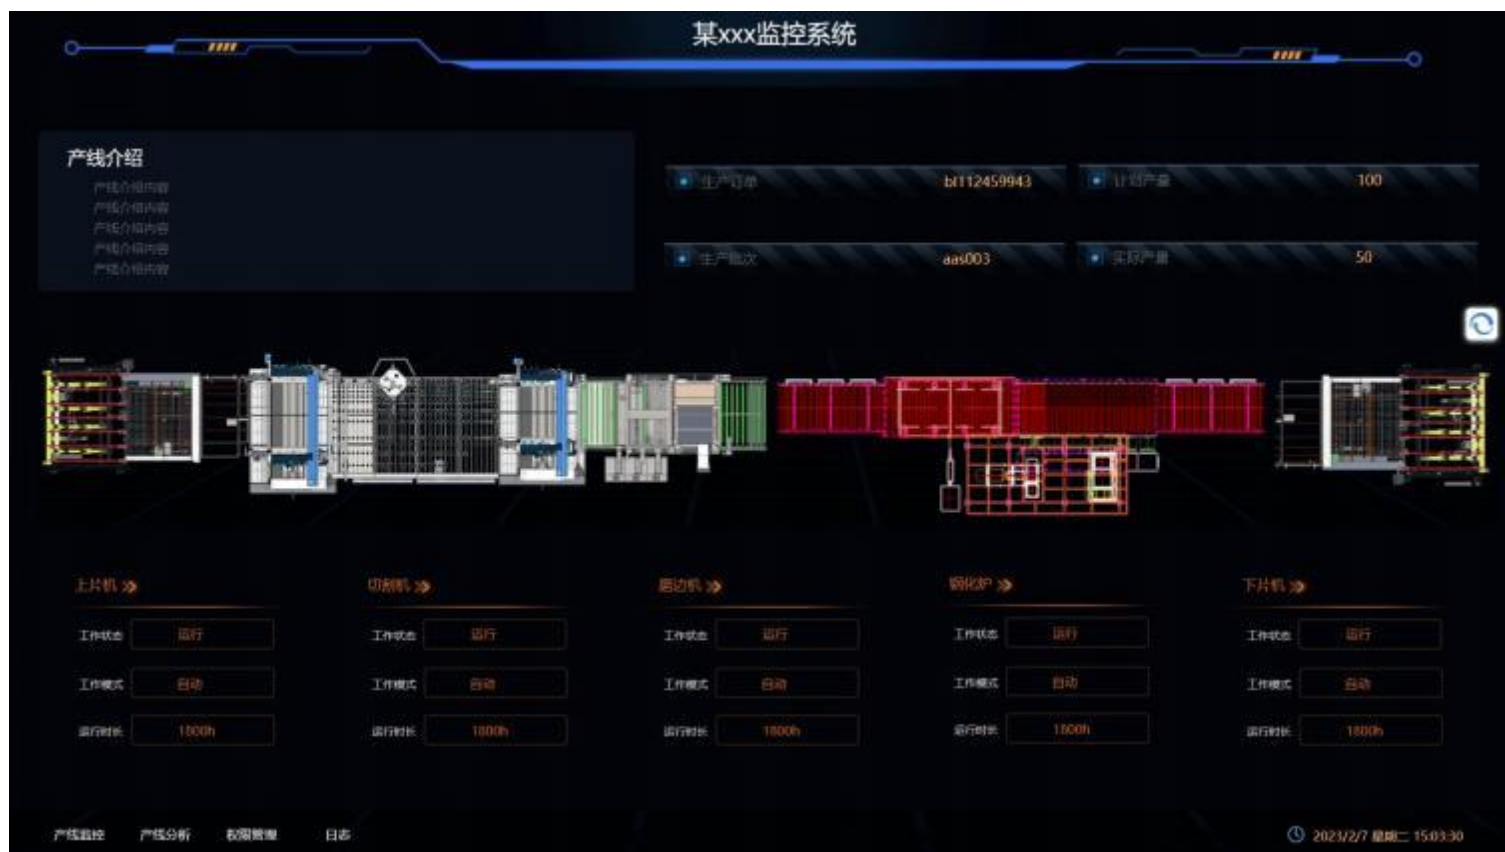 某xxx监控系统
产线介绍
产线介绍内容
产线介绍内容
产线介绍内容
产线介绍内容
产线介绍内容
生产订单 bl112459943 计划产量 100
生产批次 aas003 实际产量 50
上片机 切割机 磨边机 钢化炉 下片机
工作状态 运行 工作状态 运行 工作状态 运行 工作状态 运行 工作状态 运行
工作模式 自动 工作模式 自动 工作模式 自动 工作模式 自动 工作模式 自动
运行时长 1800h 运行时长 1800h 运行时长 1800h 运行时长 1800h 运行时长 1800h
产线监控 产线分析 权限管理 日志 2023/2/7 星期二 15:03:30